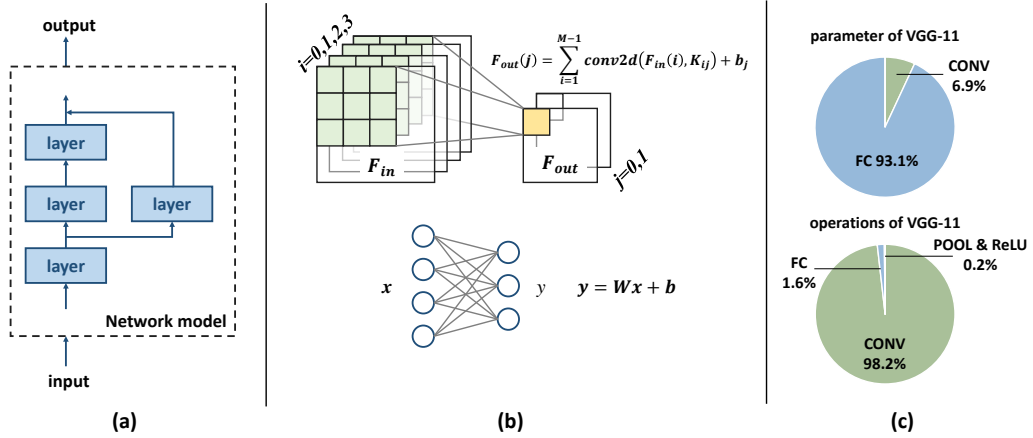 output
layer
layer
layer
layer
Network model
input
(a)
i=0,1,2,3
F_in
F_out(j) = \sum_{i=1}^{M-1} conv2d(F_in(i), K_ij) + b_j
F_out
j=0,1
x
y
y = Wx + b
(b)
parameter of VGG-11
CONV
6.9%
FC 93.1%
operations of VGG-11
POOL & ReLU
0.2%
FC
1.6%
CONV
98.2%
(c)